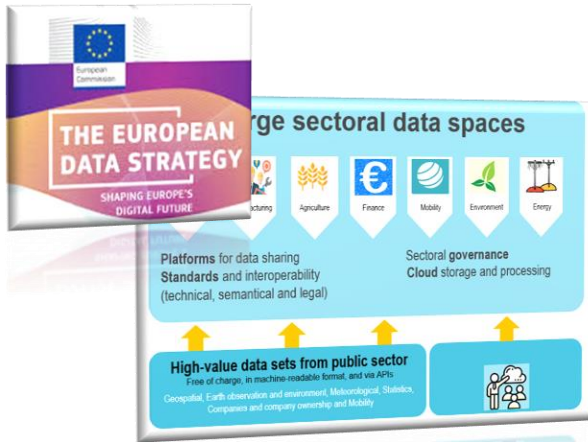 European
Commission
THE EUROPEAN
DATA STRATEGY
SHAPING EUROPE'S
DIGITAL FUTURE
sectoral data spaces
Agriculture
Finance
Mobility
Environment
Energy
Platforms for data sharing
Standards and interoperability
(technical, semantical and legal)
Sectoral governance
Cloud storage and processing
High-value data sets from public sector
Free of charge, in machine-readable format, and via APIs
Geospatial, Earth observation and environment, Meteorological, Statistics,
Companies and company ownership and Mobility